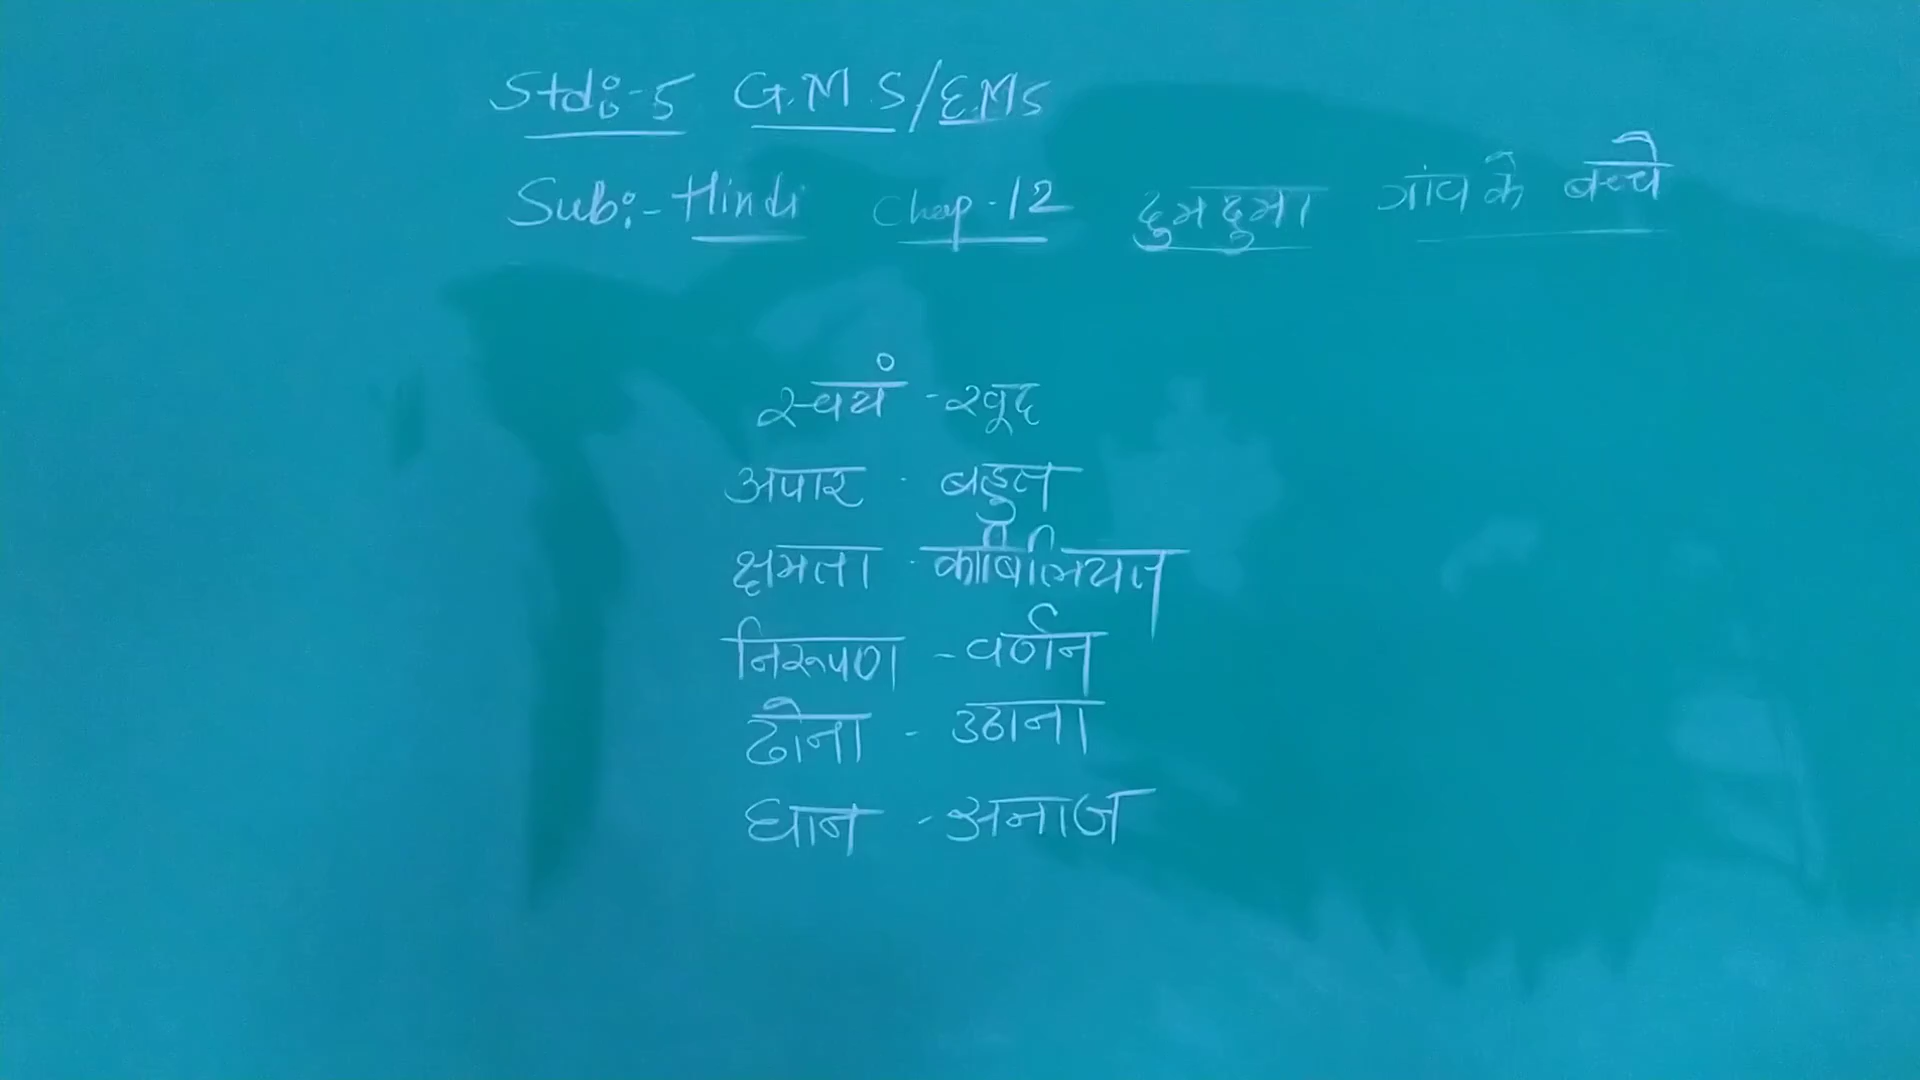 Std:-5 G.M.S/E.M.S
Sub:- Hindi Chap-12 दुमदुमा गांव के बच्चे
स्वयं - खूद
अपार - बहुत
क्षमता - काबिलियत
निरूपण - वर्णन
ढोना - उठाना
धान - अनाज